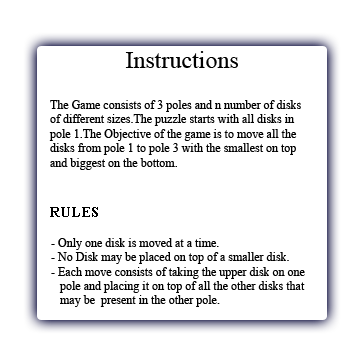 Instructions
The Game consists of 3 poles and n number of disks
of different sizes.The puzzle starts with all disks in
pole 1.The Objective of the game is to move all the
disks from pole 1 to pole 3 with the smallest on top
and biggest on the bottom.
RULES
- Only one disk is moved at a time.
- No Disk may be placed on top of a smaller disk.
- Each move consists of taking the upper disk on one
pole and placing it on top of all the other disks that
may be present in the other pole.